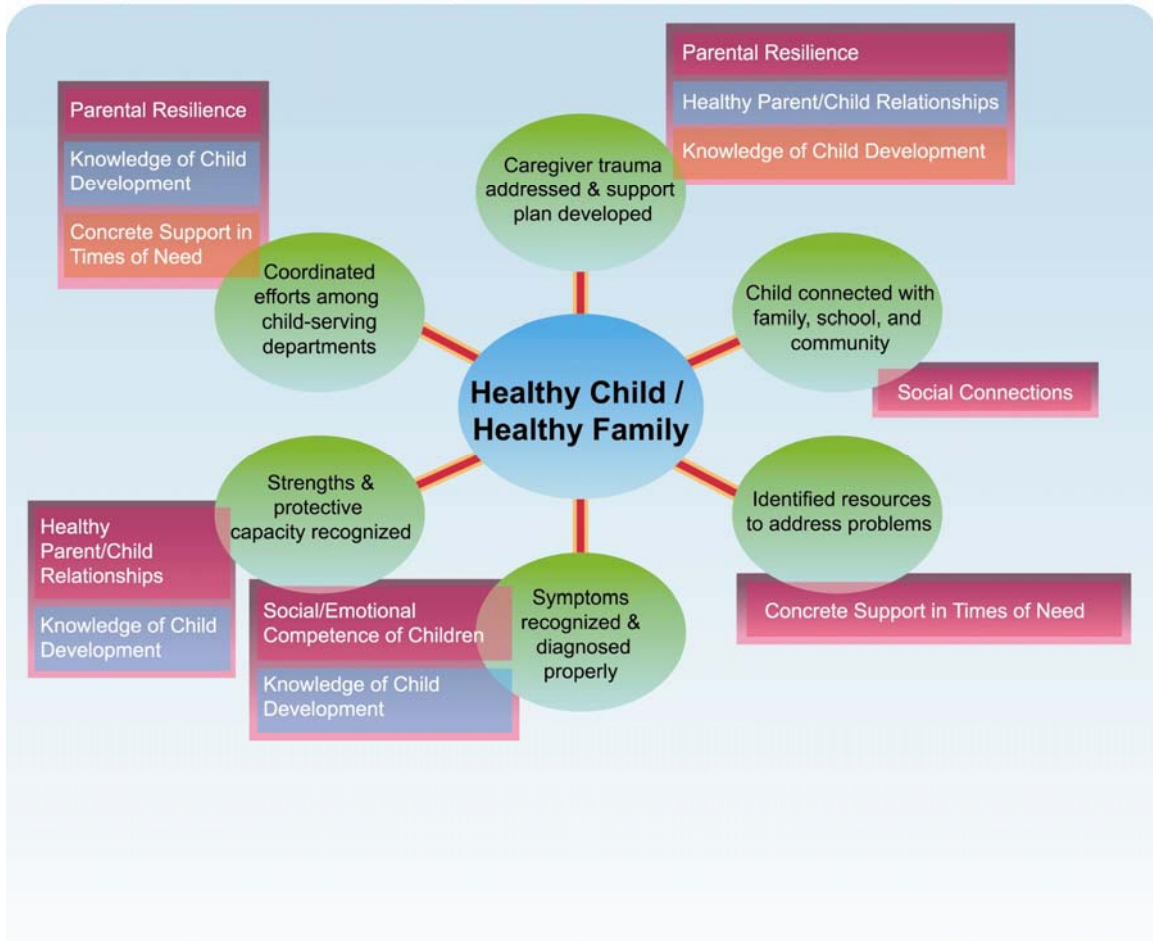 Parental Resilience
Healthy Parent/Child Relationships
Knowledge of Child Development
Caregiver trauma
addressed & support
plan developed
Parental Resilience
Knowledge of Child
Development
Concrete Support in
Times of Need
Coordinated
efforts among
child-serving
departments
Child connected with
family, school, and
community
Social Connections
Healthy Child /
Healthy Family
Strengths &
protective
capacity recognized
Healthy
Parent/Child
Relationships
Knowledge of Child
Development
Identified resources
to address problems
Concrete Support in Times of Need
Symptoms
recognized &
diagnosed
properly
Social/Emotional
Competence of Children
Knowledge of Child
Development